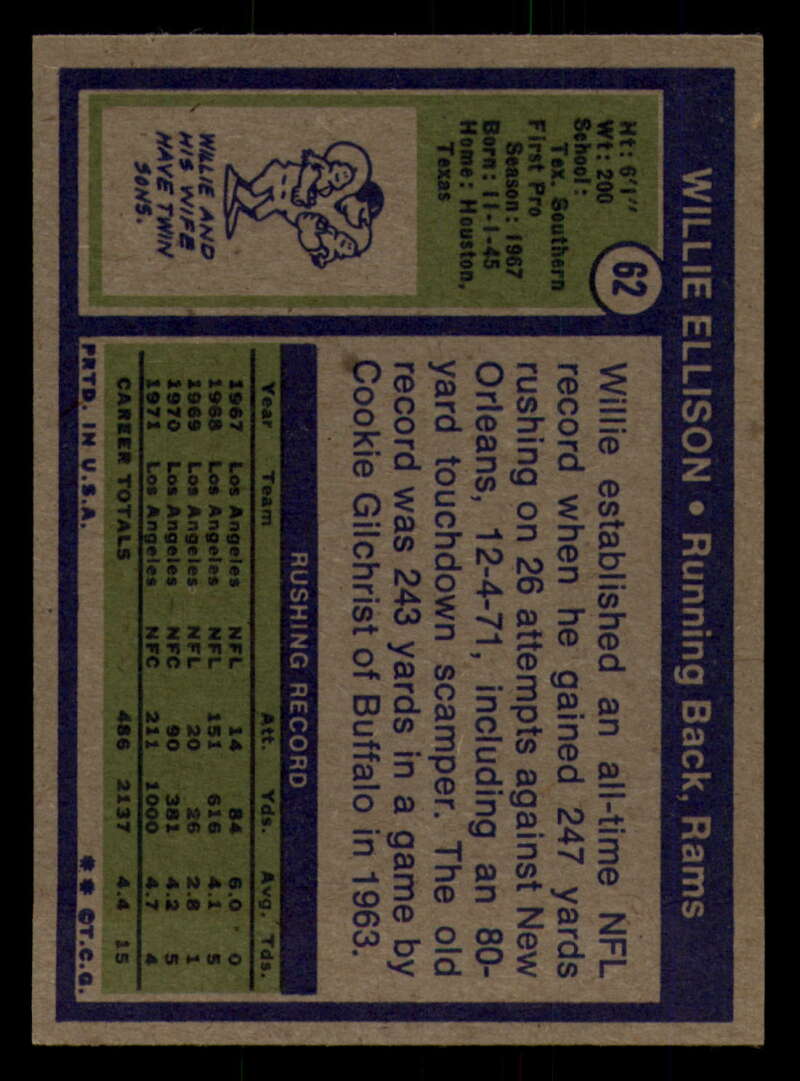 WILLIE ELLISON • Running Back, Rams
62
Ht: 6'1"
Wt: 200
School:
Tex. Southern
First Pro
Season: 1967
Born: 11-1-45
Home: Houston,
Texas
WILLIE AND
HIS WIFE
HAVE TWIN
SONS.
Willie established an all-time NFL
record when he gained 247 yards
rushing on 26 attempts against New
Orleans, 12-4-71, including an 80-
yard touchdown scamper. The old
record was 243 yards in a game by
Cookie Gilchrist of Buffalo in 1963.
RUSHING RECORD
Year Team Att. Yds. Avg. Tds.
1967 Los Angeles NFL 14 84 6.0 0
1968 Los Angeles NFL 151 616 4.1 5
1969 Los Angeles NFL 20 26 2.8 1
1970 Los Angeles NFC 90 381 4.2 5
1971 Los Angeles NFC 211 1000 4.7 4
CAREER TOTALS 486 2137 4.4 15
PRTD. IN U.S.A. * * ©T.C.G.